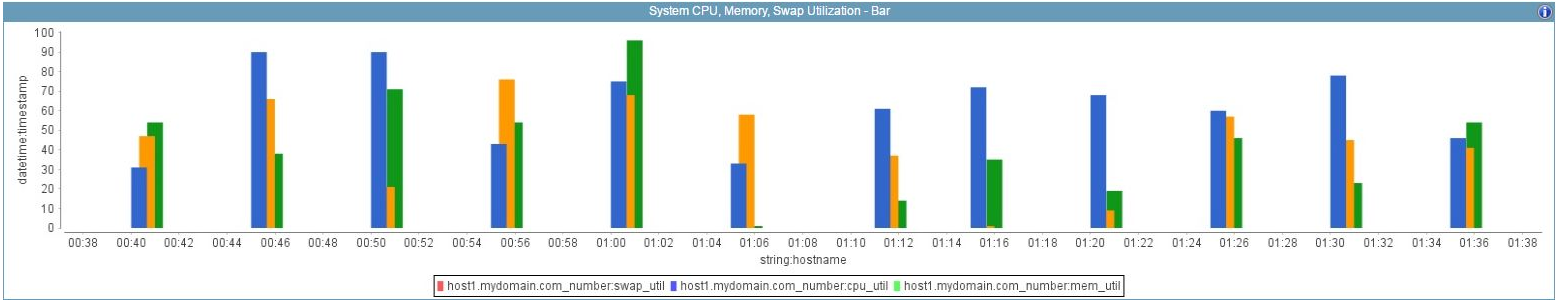 System CPU, Memory, Swap Utilization - Bar
i
100
90
80
70
60
50
40
30
20
10
0
datetime:timestamp
00:38 00:40 00:42 00:44 00:46 00:48 00:50 00:52 00:54 00:56 00:58 01:00 01:02 01:04 01:06 01:08 01:10 01:12 01:14 01:16 01:18 01:20 01:22 01:24 01:26 01:28 01:30 01:32 01:34 01:36 01:38
string:hostname
host1.mydomain.com_number:swap_util host1.mydomain.com_number:cpu_util host1.mydomain.com_number:mem_util